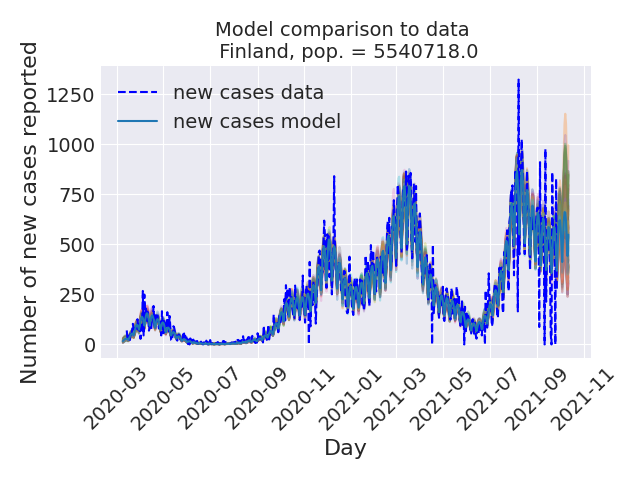 Model comparison to data
Finland, pop. = 5540718.0
Number of new cases reported
1250
1000
750
500
250
0
new cases data
new cases model
2020-03
2020-05
2020-07
2020-09
2020-11
2021-01
2021-03
2021-05
2021-07
2021-09
2021-11
Day